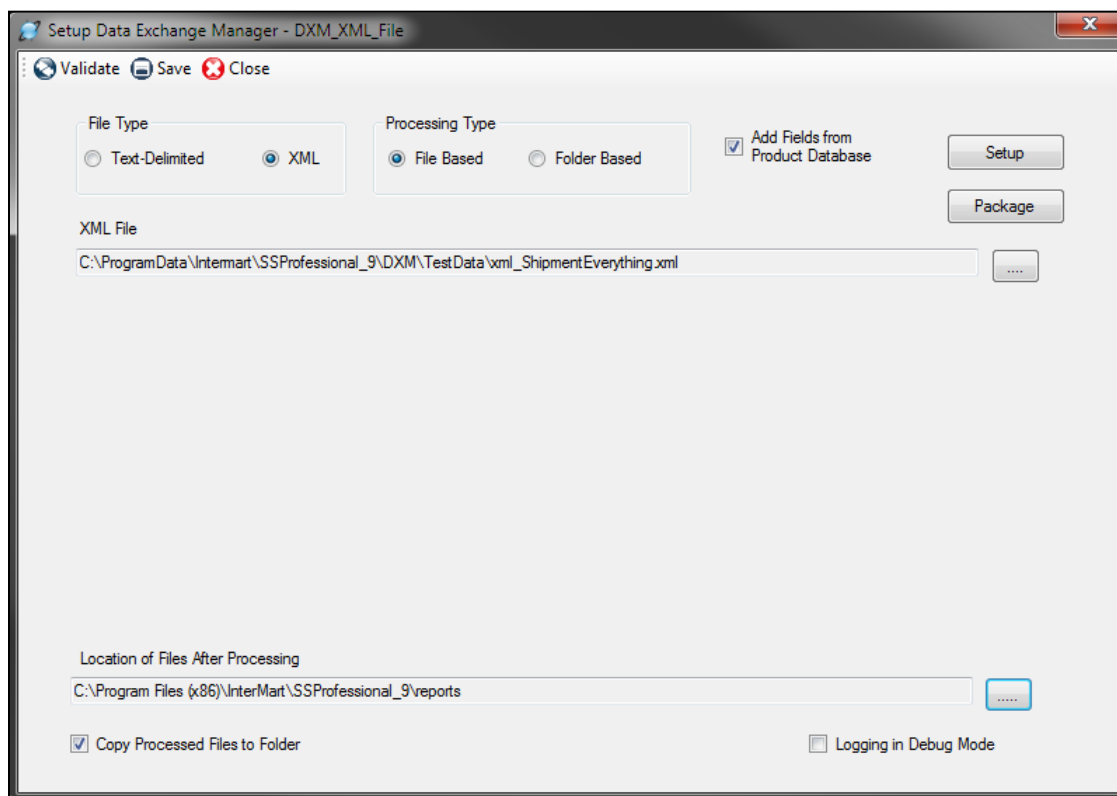 Setup Data Exchange Manager - DXM_XML_File
X
Validate Save Close
File Type
Processing Type
Text-Delimited XML
File Based Folder Based
Add Fields from
Product Database
Setup
Package
XML File
C:\ProgramData\Intermart\SSProfessional_9\DXM\TestData\xml_ShipmentEverything.xml
....
Location of Files After Processing
C:\Program Files (x86)\InterMart\SSProfessional_9\reports
.....
Copy Processed Files to Folder
Logging in Debug Mode